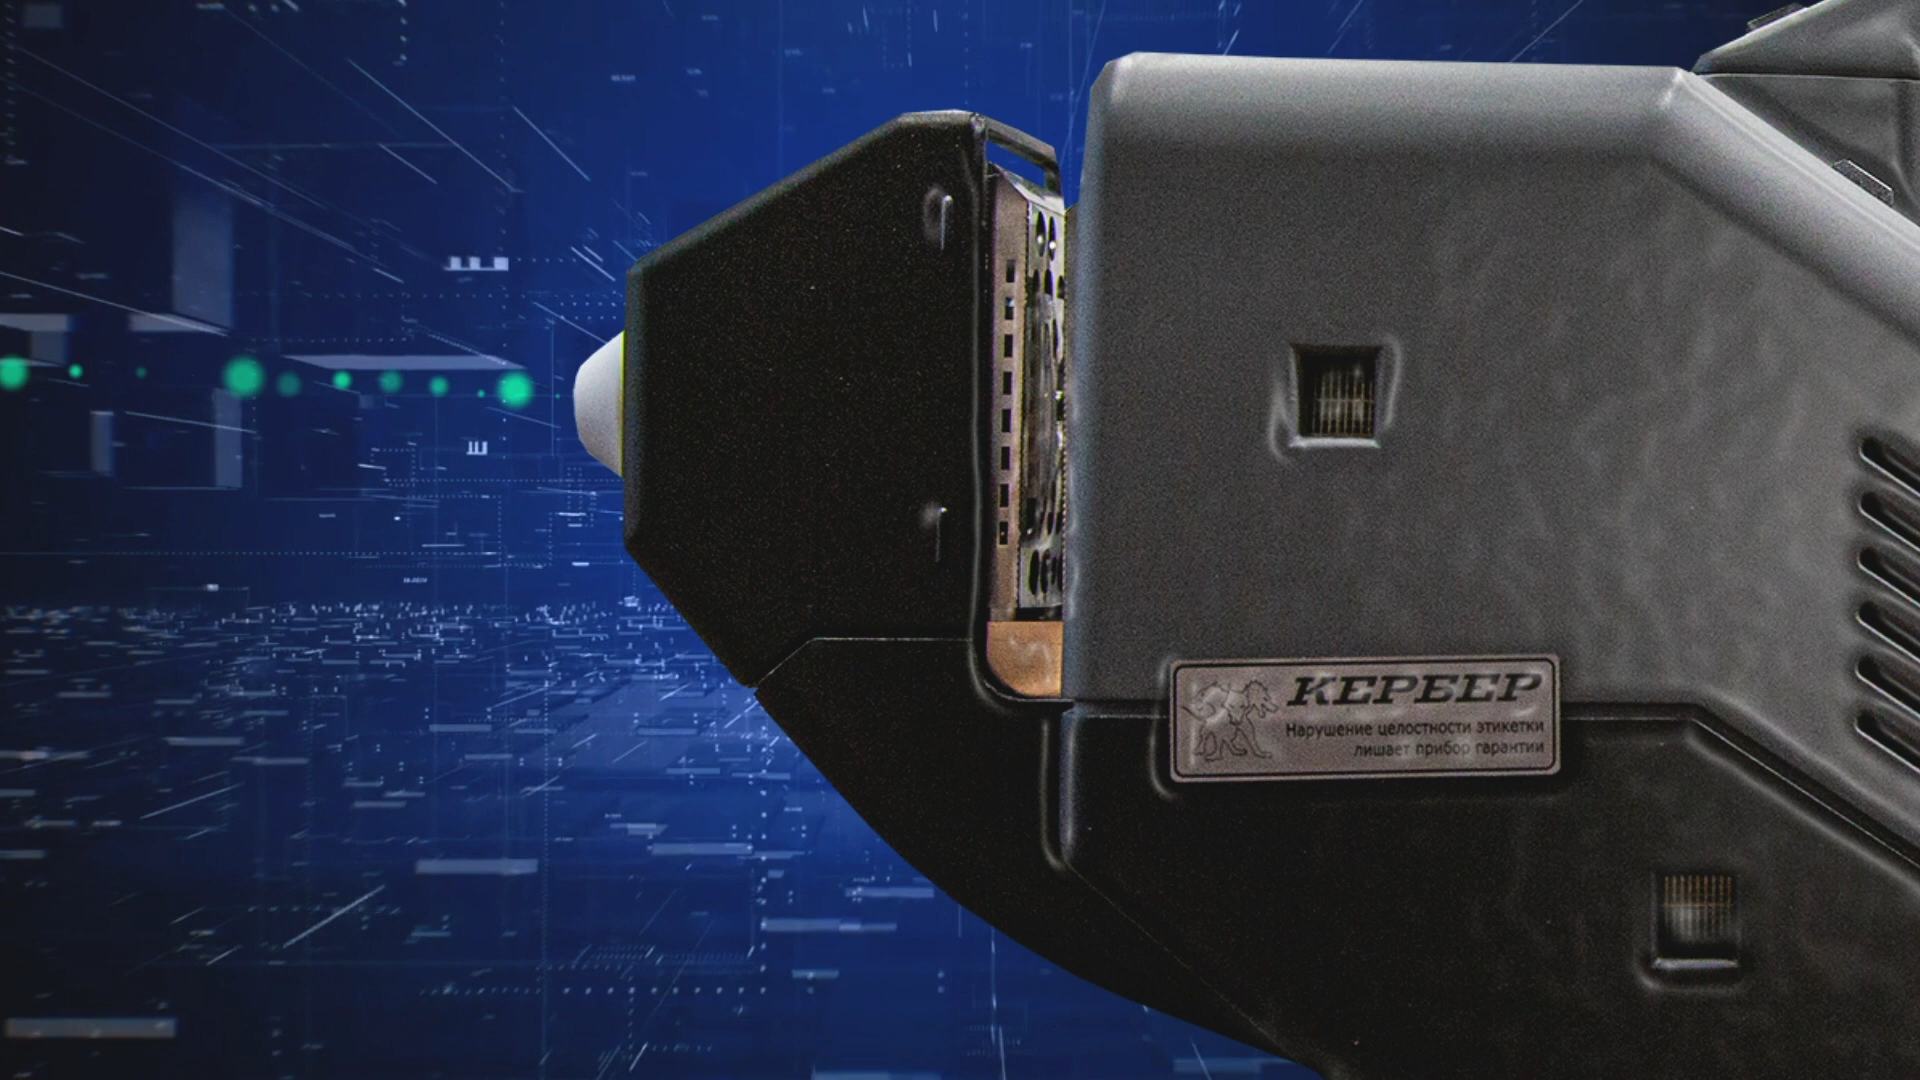 КЕРБЕР
Нарушение целостности этикетки
лишает прибор гарантии